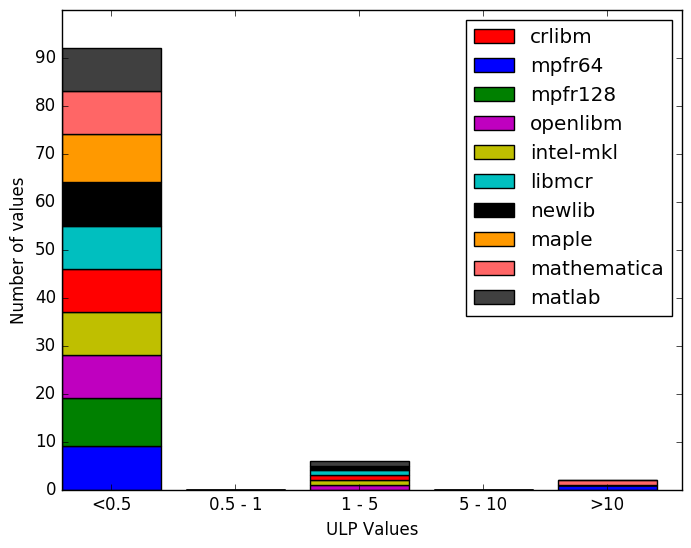 90
80
70
60
50
40
30
20
10
0
Number of values
<0.5
0.5 - 1
1 - 5
5 - 10
>10
ULP Values
crlibm
mpfr64
mpfr128
openlibm
intel-mkl
libmcr
newlib
maple
mathematica
matlab